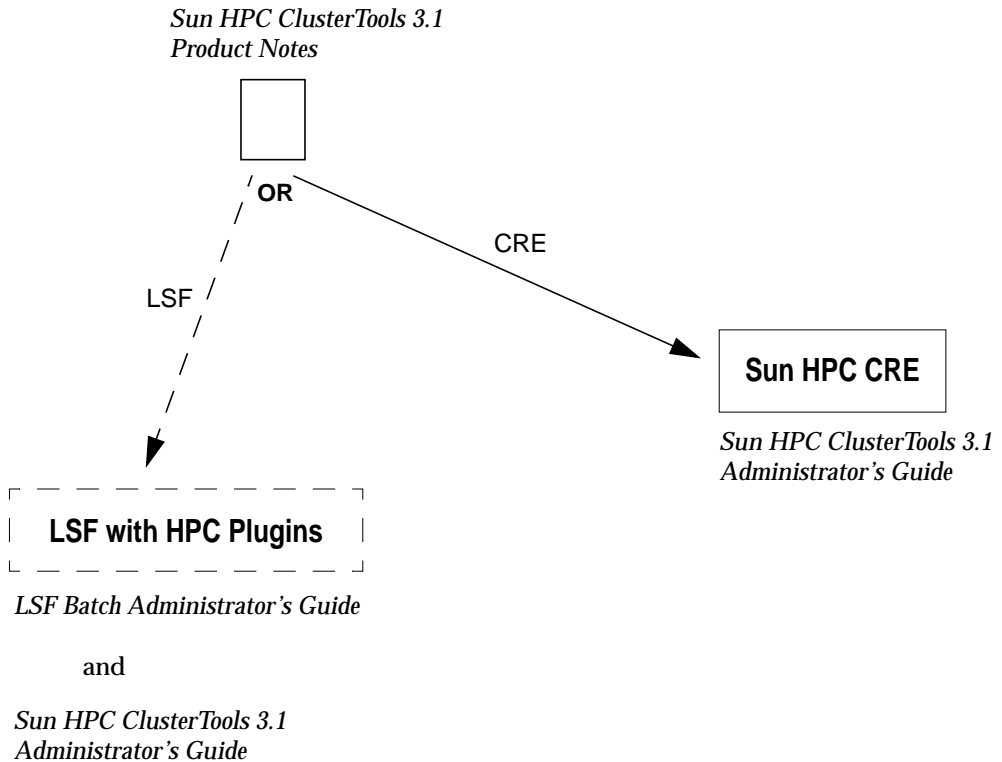 Sun HPC ClusterTools 3.1
Product Notes
OR
CRE
LSF
Sun HPC CRE
Sun HPC ClusterTools 3.1
Administrator's Guide
LSF with HPC Plugins
LSF Batch Administrator's Guide
and
Sun HPC ClusterTools 3.1
Administrator's Guide